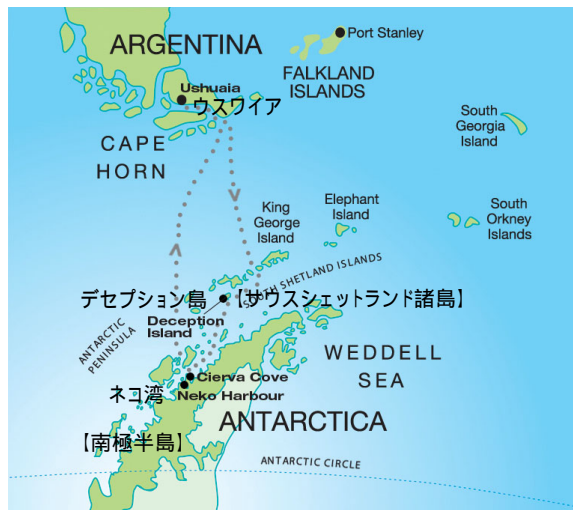 ARGENTINA
Port Stanley
FALKLAND
ISLANDS
Ushuaia
ウスワイア
South
Georgia
Island
CAPE
HORN
Elephant
Island
King
George
Island
South
Orkney
Islands
SOUTH SHETLAND ISLANDS
デセプション島
【サウスシェットランド諸島】
Deception
Island
ANTARCTIC
PENINSULA
WEDDELL
SEA
Cierva Cove
ネコ湾
Neko Harbour
ANTARCTICA
【南極半島】
ANTARCTIC CIRCLE